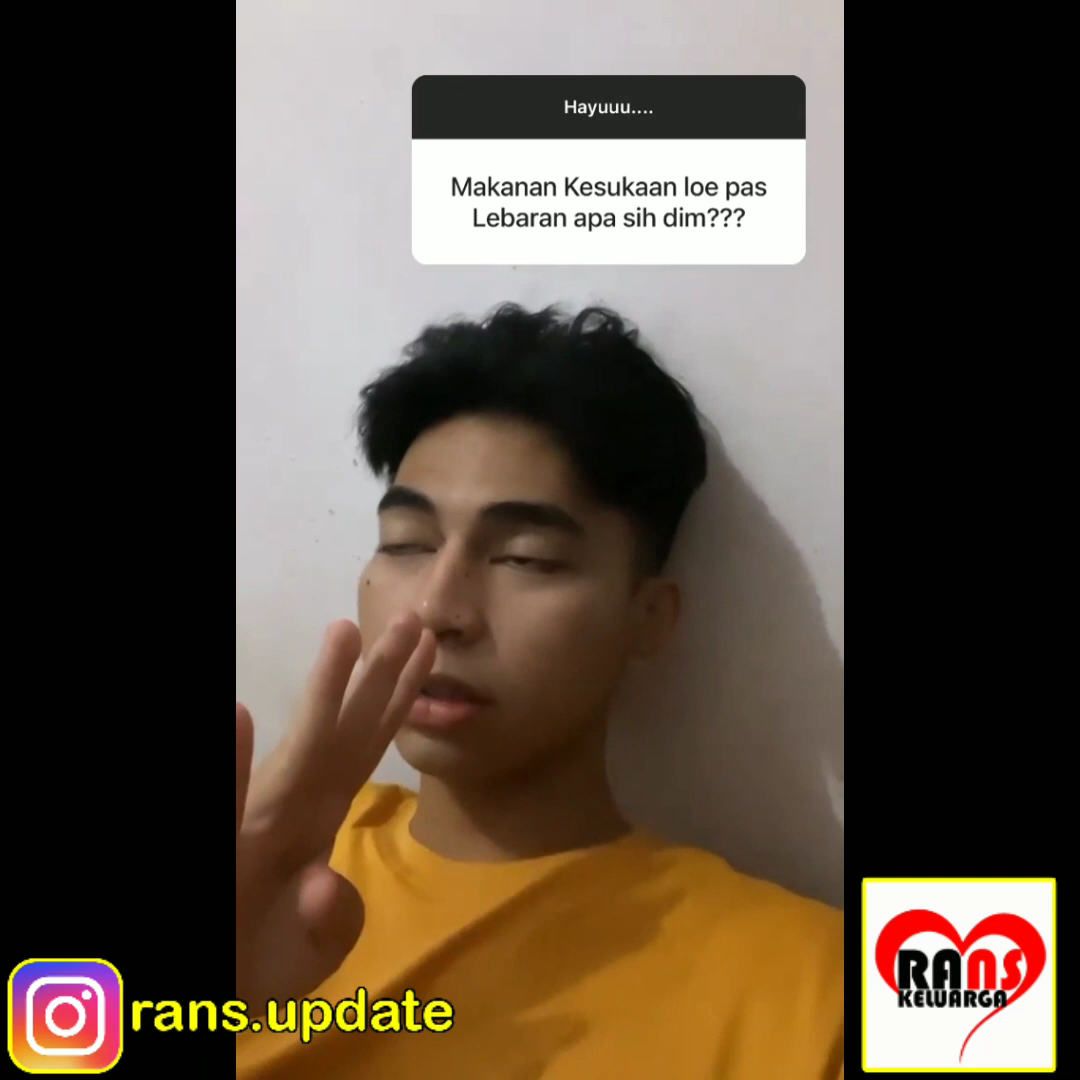 Hayuuu....
Makanan Kesukaan loe pas
Lebaran apa sih dim???
rans.update
RANS
KELUARGA